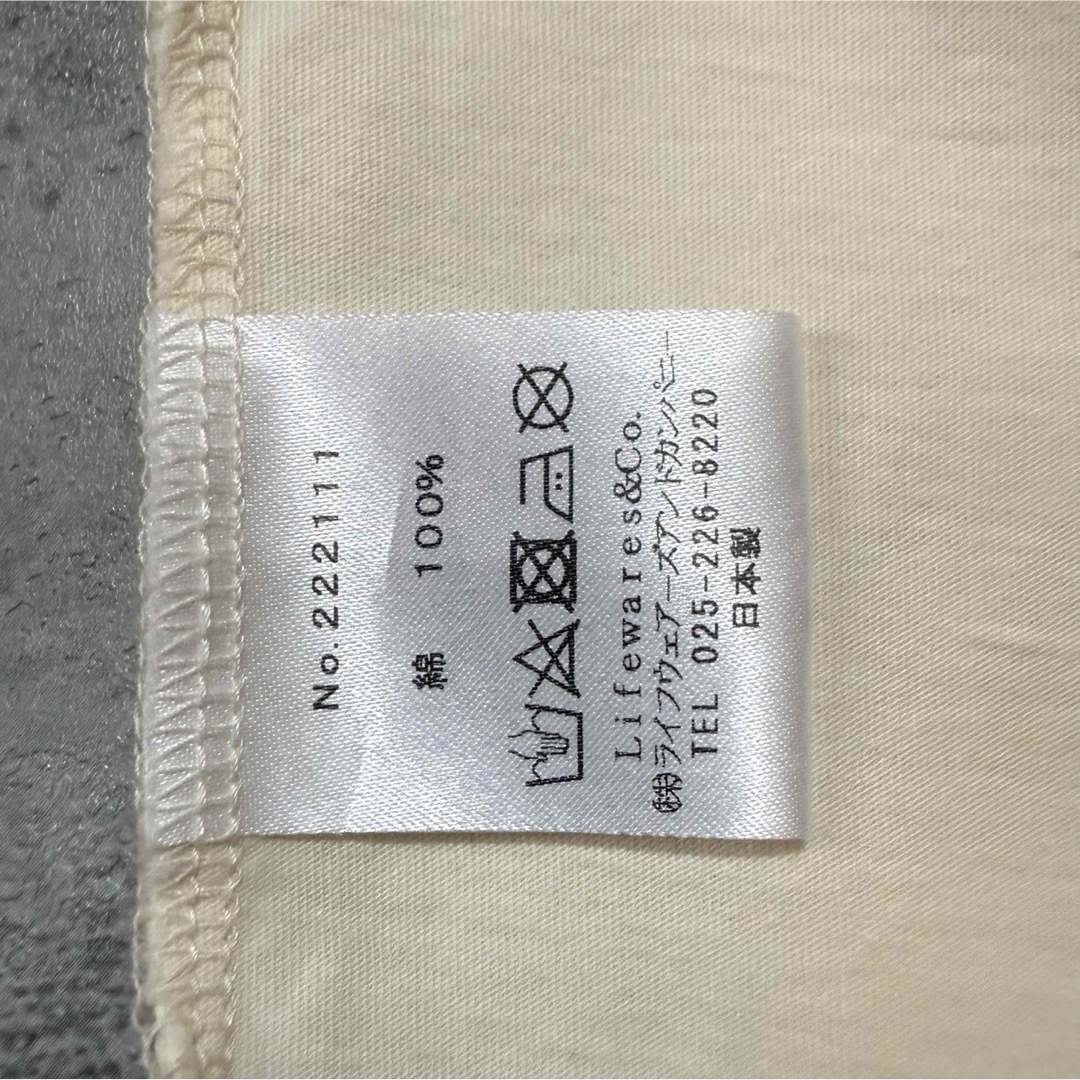 No.222111
綿 100%
Lifewares&Co.
㈱ライフウェアーズアンドカンパニー
TEL 025-226-8220
日本製